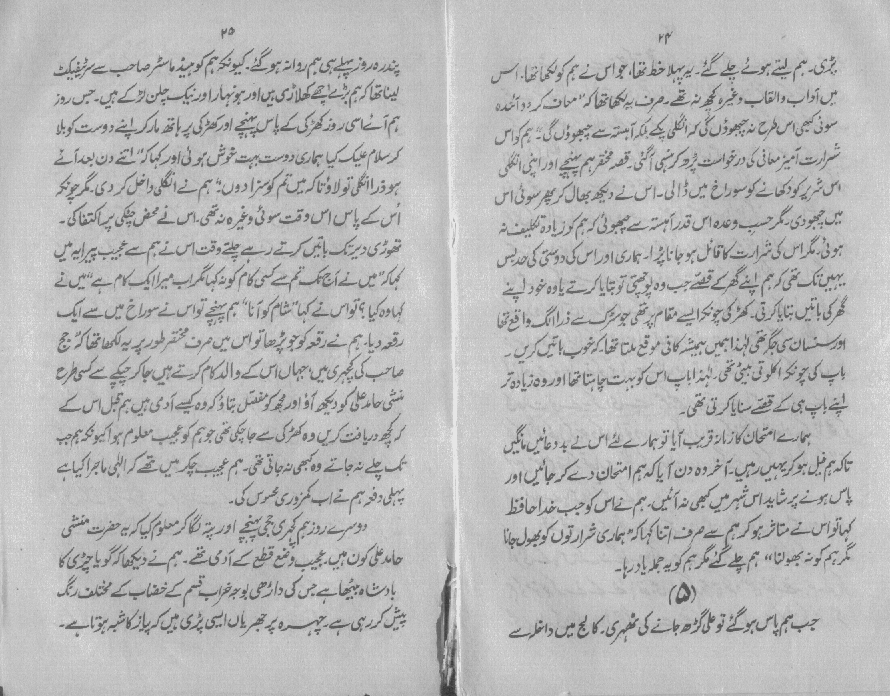 ۲۴
پڑی۔ ہم لیتے ہوئے چلے گئے۔ یہ پہلا خط تھا، جو اس نے ہم کو لکھا تھا۔ اس
میں آداب و القاب وغیرہ کچھ نہ تھے۔ صرف یہ لکھا تھا کہ "معاف کر دو آئندہ
سوئی کبھی اس طرح نہ چبھوؤں گی کہ انگلی پکے بلکہ آہستہ سے چبھوؤں گی۔" ہم کو اس
شرارت آمیز معافی کی درخواست پڑھ کر ہنسی آ گئی۔ قصہ مختصر ہم پہنچے اور اپنی انگلی
اس شریر کو دکھانے کو سوراخ میں ڈالی۔ اس نے دیکھ بھال کر پھر سوئی اس
میں چبھو دی۔ مگر حسب وعدہ اس قدر آہستہ سے چبھوئی کہ ہم کو زیادہ تکلیف نہ
ہوئی۔ مگر اس کی شرارت کا قائل ہو جانا پڑا۔ ہماری اور اس کی دوستی کی حد بس
یہیں تک تھی کہ ہم اپنے گھر کے قصے جب وہ پوچھتی تو بتایا کرتے یا وہ خود اپنے
گھر کی باتیں بتایا کرتی۔ کھڑکی چونکہ ایسے مقام پر تھی جو سڑک سے ذرا الگ واقع تھا
اور سنسان سی جگہ تھی لہٰذا ہمیں ہمیشہ کافی موقع ملتا تھا، کہ خوب باتیں کریں۔
باپ کی چونکہ اکلوتی بیٹی تھی۔ لہٰذا باپ اس کو بہت چاہتا تھا اور وہ زیادہ تر
اپنے باپ ہی کے قصے سنایا کرتی تھی۔
ہمارے امتحان کا زمانہ قریب آیا تو ہمارے لئے اس نے بد دعائیں مانگیں
تاکہ ہم فیل ہو کر یہیں رہیں۔ آخر وہ دن آیا کہ ہم امتحان دے کر جائیں اور
پاس ہونے پر شاید اس شہر میں کبھی نہ آئیں۔ ہم نے اس کو جب خدا حافظ
کہا تو اس نے متاثر ہو کر ہم سے صرف اتنا کہا کہ "ہماری شرارتوں کو بھول جانا
مگر ہم کو نہ بھولنا" ہم چلے گئے مگر ہم کو یہ جملہ یاد رہا۔
(۵)
جب ہم پاس ہو گئے تو علی گڑھ جانے کی ٹھہری۔ کالج میں داخلہ سے
۲۵
پندرہ روز پہلے ہی ہم روانہ ہو گئے۔ کیونکہ ہم کو ہیڈ ماسٹر صاحب سے سرٹیفکیٹ
لینا تھا کہ ہم بڑے اچھے کھلاڑی ہیں اور ہونہار اور نیک چلن لڑکے ہیں۔ جس روز
ہم آئے اسی روز کھڑکی کے پاس پہنچے اور کھڑکی پر ہاتھ مار کر اپنے دوست کو بلا
کر سلام علیک کیا ہماری دوست بہت خوش ہوئی اور کہا کہ "اتنے دن بعد آئے
ہو ذرا انگلی تو لاؤ تاکہ میں تم کو سزا دوں۔" ہم نے انگلی داخل کر دی۔ مگر چونکہ
اُس کے پاس اس وقت سوئی وغیرہ نہ تھی۔ اس نے محض چٹکی پر اکتفا کی۔
تھوڑی دیر تک باتیں کرتے رہے چلتے وقت اس نے ہم سے عجیب پیرایہ میں
کہا کہ "میں نے آج تک تم سے کسی کام کو نہ کہا مگر اب میرا ایک کام ہے" میں نے
کہا وہ کیا؟ تو اس نے کہا "شام کو آنا" ہم پہنچے تو اس نے سوراخ میں سے ایک
رقعہ دیا۔ ہم نے رقعہ کو جو پڑھا تو اس میں صرف مختصر طور پر یہ لکھا تھا کہ "جج
صاحب کی کچہری میں، جہاں اس کے والد کام کرتے ہیں جا کر چپکے سے کسی طرح
منشی حامد علی کو دیکھ آؤ اور مجھ کو مفصل بتاؤ کہ وہ کیسے آدمی ہیں ہم قبل اس کے
کہ کچھ دریافت کریں وہ کھڑکی سے جا چکی تھی جو ہم کو عجیب معلوم ہوا کیونکہ ہم جب
تک چلے نہ جاتے وہ کبھی نہ جاتی تھی۔ ہم عجیب چکر میں تھے کہ الٰہی ماجرا کیا ہے
پہلی دفعہ ہم نے اب کمزوری محسوس کی۔
دوسرے روز ہم کچہری ججی پہنچے اور پتہ لگا کر معلوم کیا کہ یہ حضرت منشی
حامد علی کون ہیں۔ عجیب وضع قطع کے آدمی تھے۔ ہم نے دیکھا کہ گویا چڑی کا
بادشاہ بیٹھا ہے جس کی داڑھی بوجہ خراب قسم کے خضاب کے مختلف رنگ
پیش کر رہی ہے۔ چہرہ پر جھریاں ایسی پڑی ہیں کہ پیاز کا شبہ ہوتا ہے۔